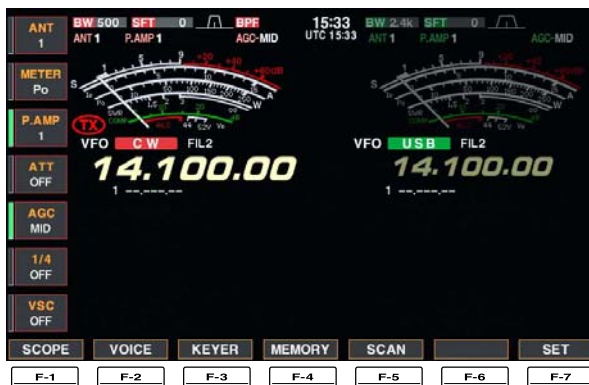 ANT
1
METER
Po
P.AMP
1
ATT
OFF
AGC
MID
1/4
OFF
VSC
OFF
BW 500 SFT 0 BPF
ANT 1 P.AMP 1 AGC-MID
15:33
UTC 15:33
BW 2.4k SFT 0
ANT 1 P.AMP 1 AGC-MID
TX
VFO CW FIL2
14.100.00
1 --.---.--
VFO USB FIL2
14.100.00
1 --.---.--
SCOPE VOICE KEYER MEMORY SCAN SET
F-1 F-2 F-3 F-4 F-5 F-6 F-7